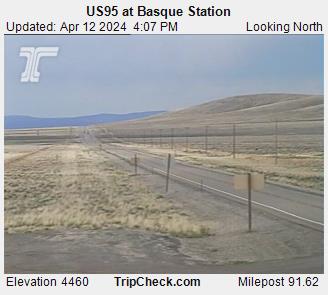 US95 at Basque Station
Updated: Apr 12 2024 4:07 PM Looking North
Elevation 4460 TripCheck.com Milepost 91.62